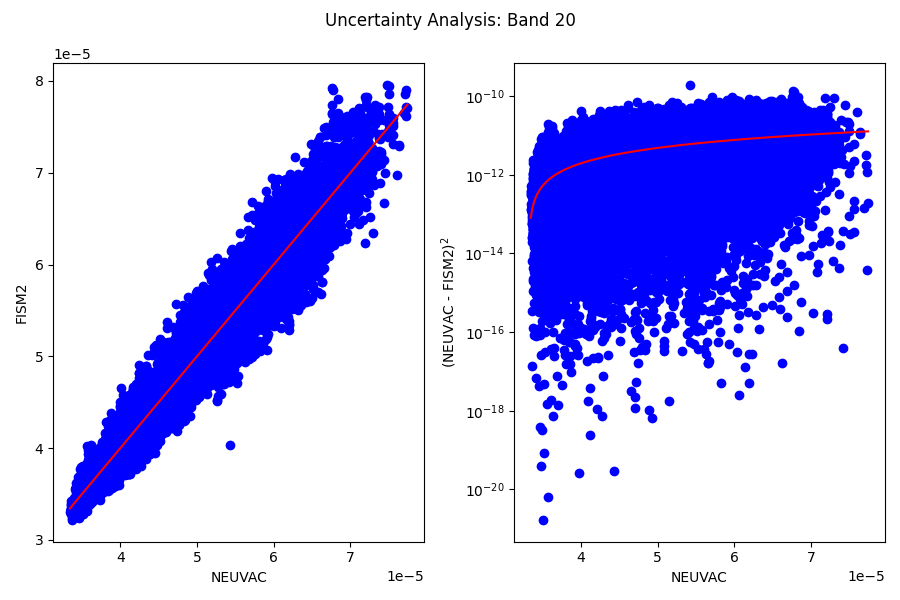 Uncertainty Analysis: Band 20
1e−5
8
7
6
5
4
3
FISM2
4 5 6 7
1e−5
NEUVAC
10⁻¹⁰
10⁻¹²
10⁻¹⁴
10⁻¹⁶
10⁻¹⁸
10⁻²⁰
(NEUVAC - FISM2)²
4 5 6 7
1e−5
NEUVAC